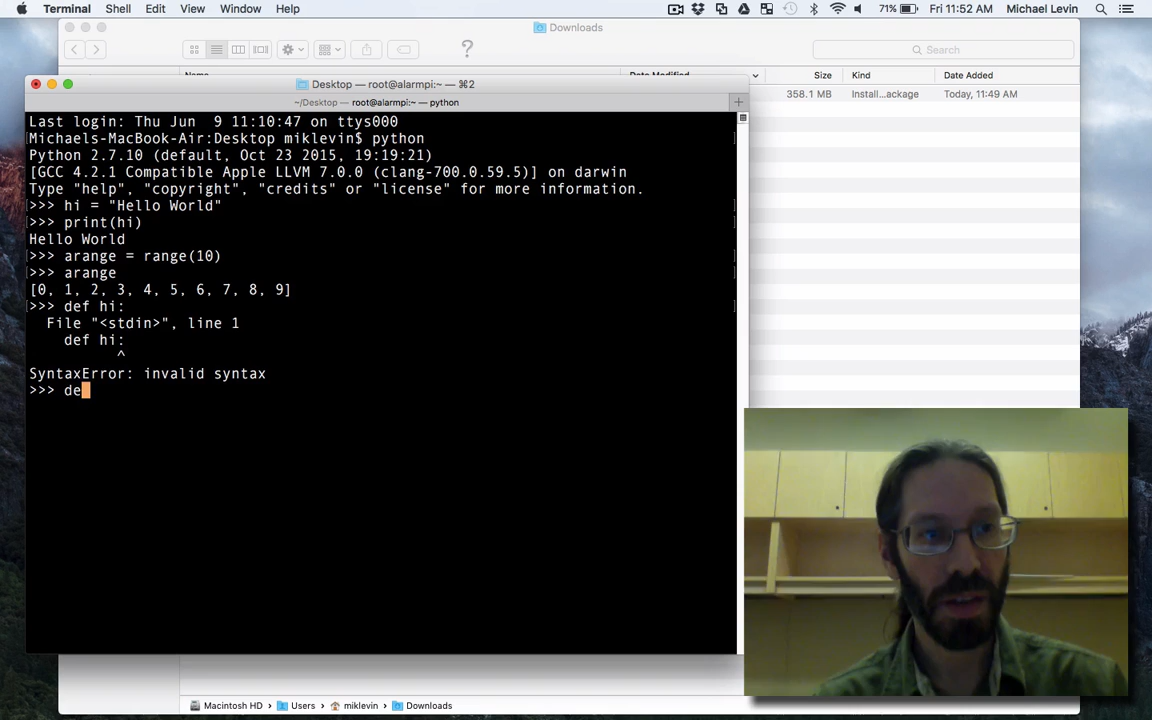 Terminal Shell Edit View Window Help 71% Fri 11:52 AM Michael Levin
Downloads
Search
Name Date Modified Size Kind Date Added
358.1 MB Install...ackage Today, 11:49 AM
Desktop — root@alarmpi:~ — ⌘2
~/Desktop — root@alarmpi:~ — python
Last login: Thu Jun  9 11:10:47 on ttys000
Michaels-MacBook-Air:Desktop miklevin$ python
Python 2.7.10 (default, Oct 23 2015, 19:19:21)
[GCC 4.2.1 Compatible Apple LLVM 7.0.0 (clang-700.0.59.5)] on darwin
Type "help", "copyright", "credits" or "license" for more information.
>>> hi = "Hello World"
>>> print(hi)
Hello World
>>> arange = range(10)
>>> arange
[0, 1, 2, 3, 4, 5, 6, 7, 8, 9]
>>> def hi:
  File "<stdin>", line 1
    def hi:
          ^
SyntaxError: invalid syntax
>>> de
Macintosh HD › Users › miklevin › Downloads